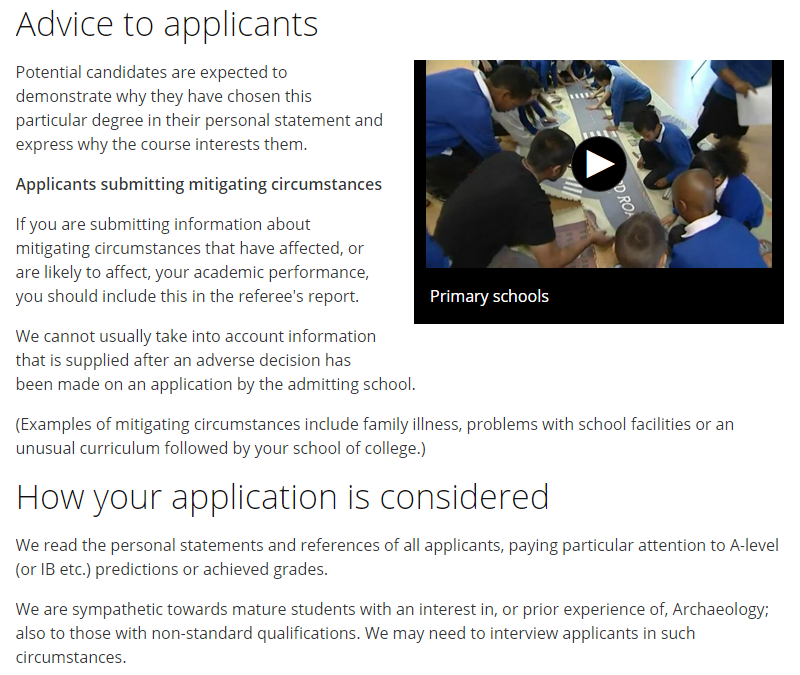 Advice to applicants
Potential candidates are expected to
demonstrate why they have chosen this
particular degree in their personal statement and
express why the course interests them.
Applicants submitting mitigating circumstances
If you are submitting information about
mitigating circumstances that have affected, or
are likely to affect, your academic performance,
you should include this in the referee's report.
We cannot usually take into account information
that is supplied after an adverse decision has
been made on an application by the admitting school.
(Examples of mitigating circumstances include family illness, problems with school facilities or an
unusual curriculum followed by your school of college.)
Primary schools
How your application is considered
We read the personal statements and references of all applicants, paying particular attention to A-level
(or IB etc.) predictions or achieved grades.
We are sympathetic towards mature students with an interest in, or prior experience of, Archaeology;
also to those with non-standard qualifications. We may need to interview applicants in such
circumstances.